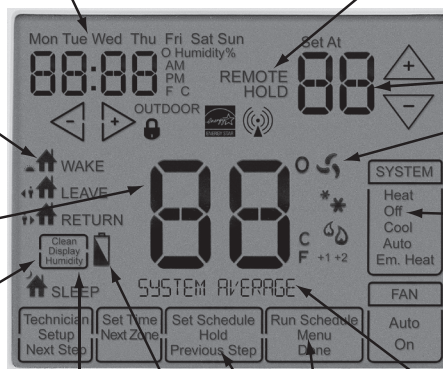 Mon Tue Wed Thu Fri Sat Sun
O Humidity%
AM
PM
F C
88:88
REMOTE
HOLD
Set At
88
+
−
−
+
OUTDOOR
ENERGY STAR
WAKE
LEAVE
RETURN
SLEEP
Clean
Display
Humidity
88
O
C
F
+1 +2
SYSTEM AVERAGE
SYSTEM
Heat
Off
Cool
Auto
Em. Heat
FAN
Auto
On
Technician
Setup
Next Step
Set Time
Next Zone
Set Schedule
Hold
Previous Step
Run Schedule
Menu
Done